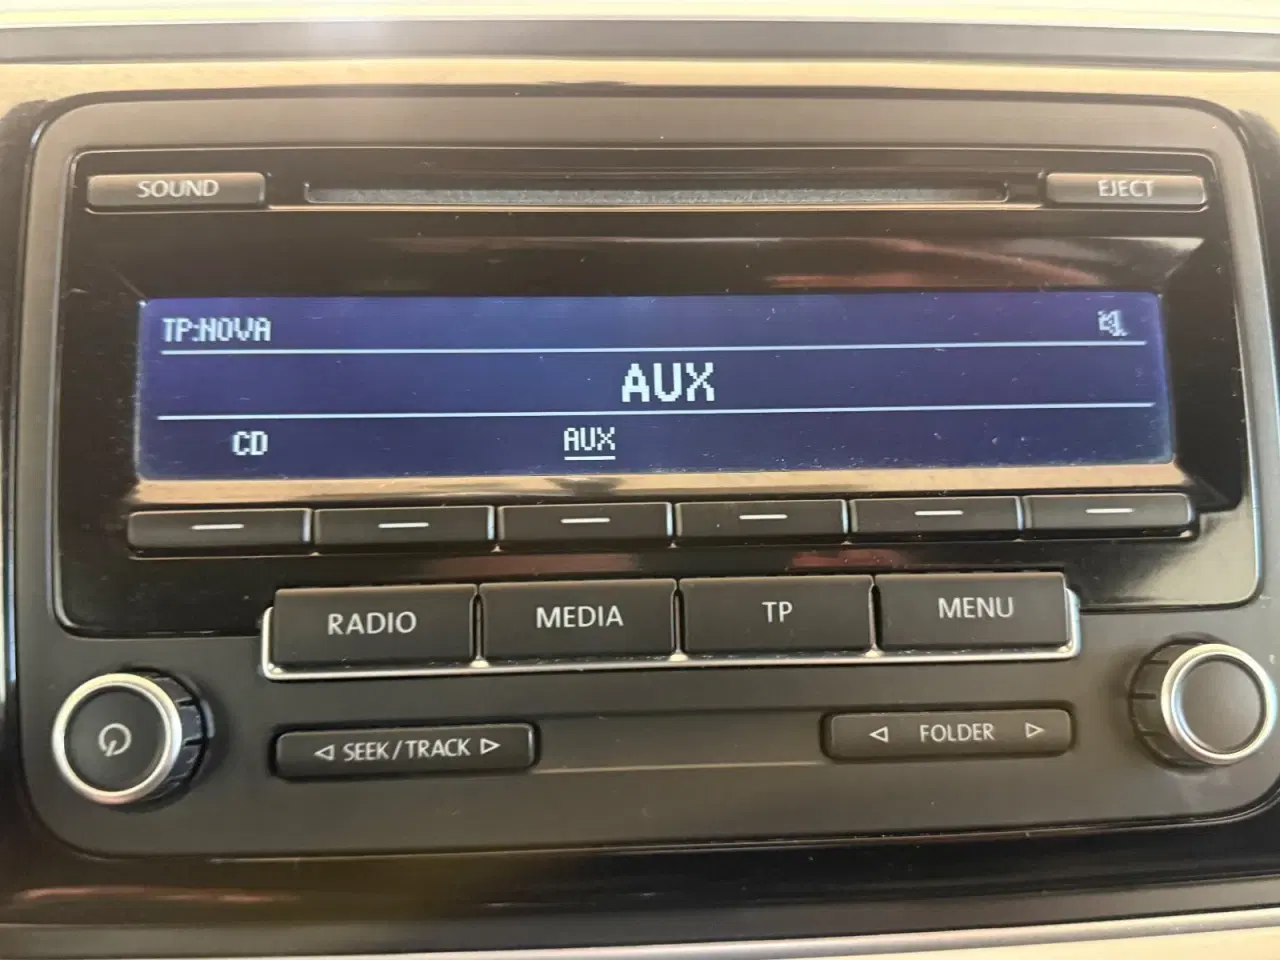 SOUND
EJECT
TP:NOVA
AUX
CD AUX
RADIO MEDIA TP MENU
SEEK/TRACK FOLDER